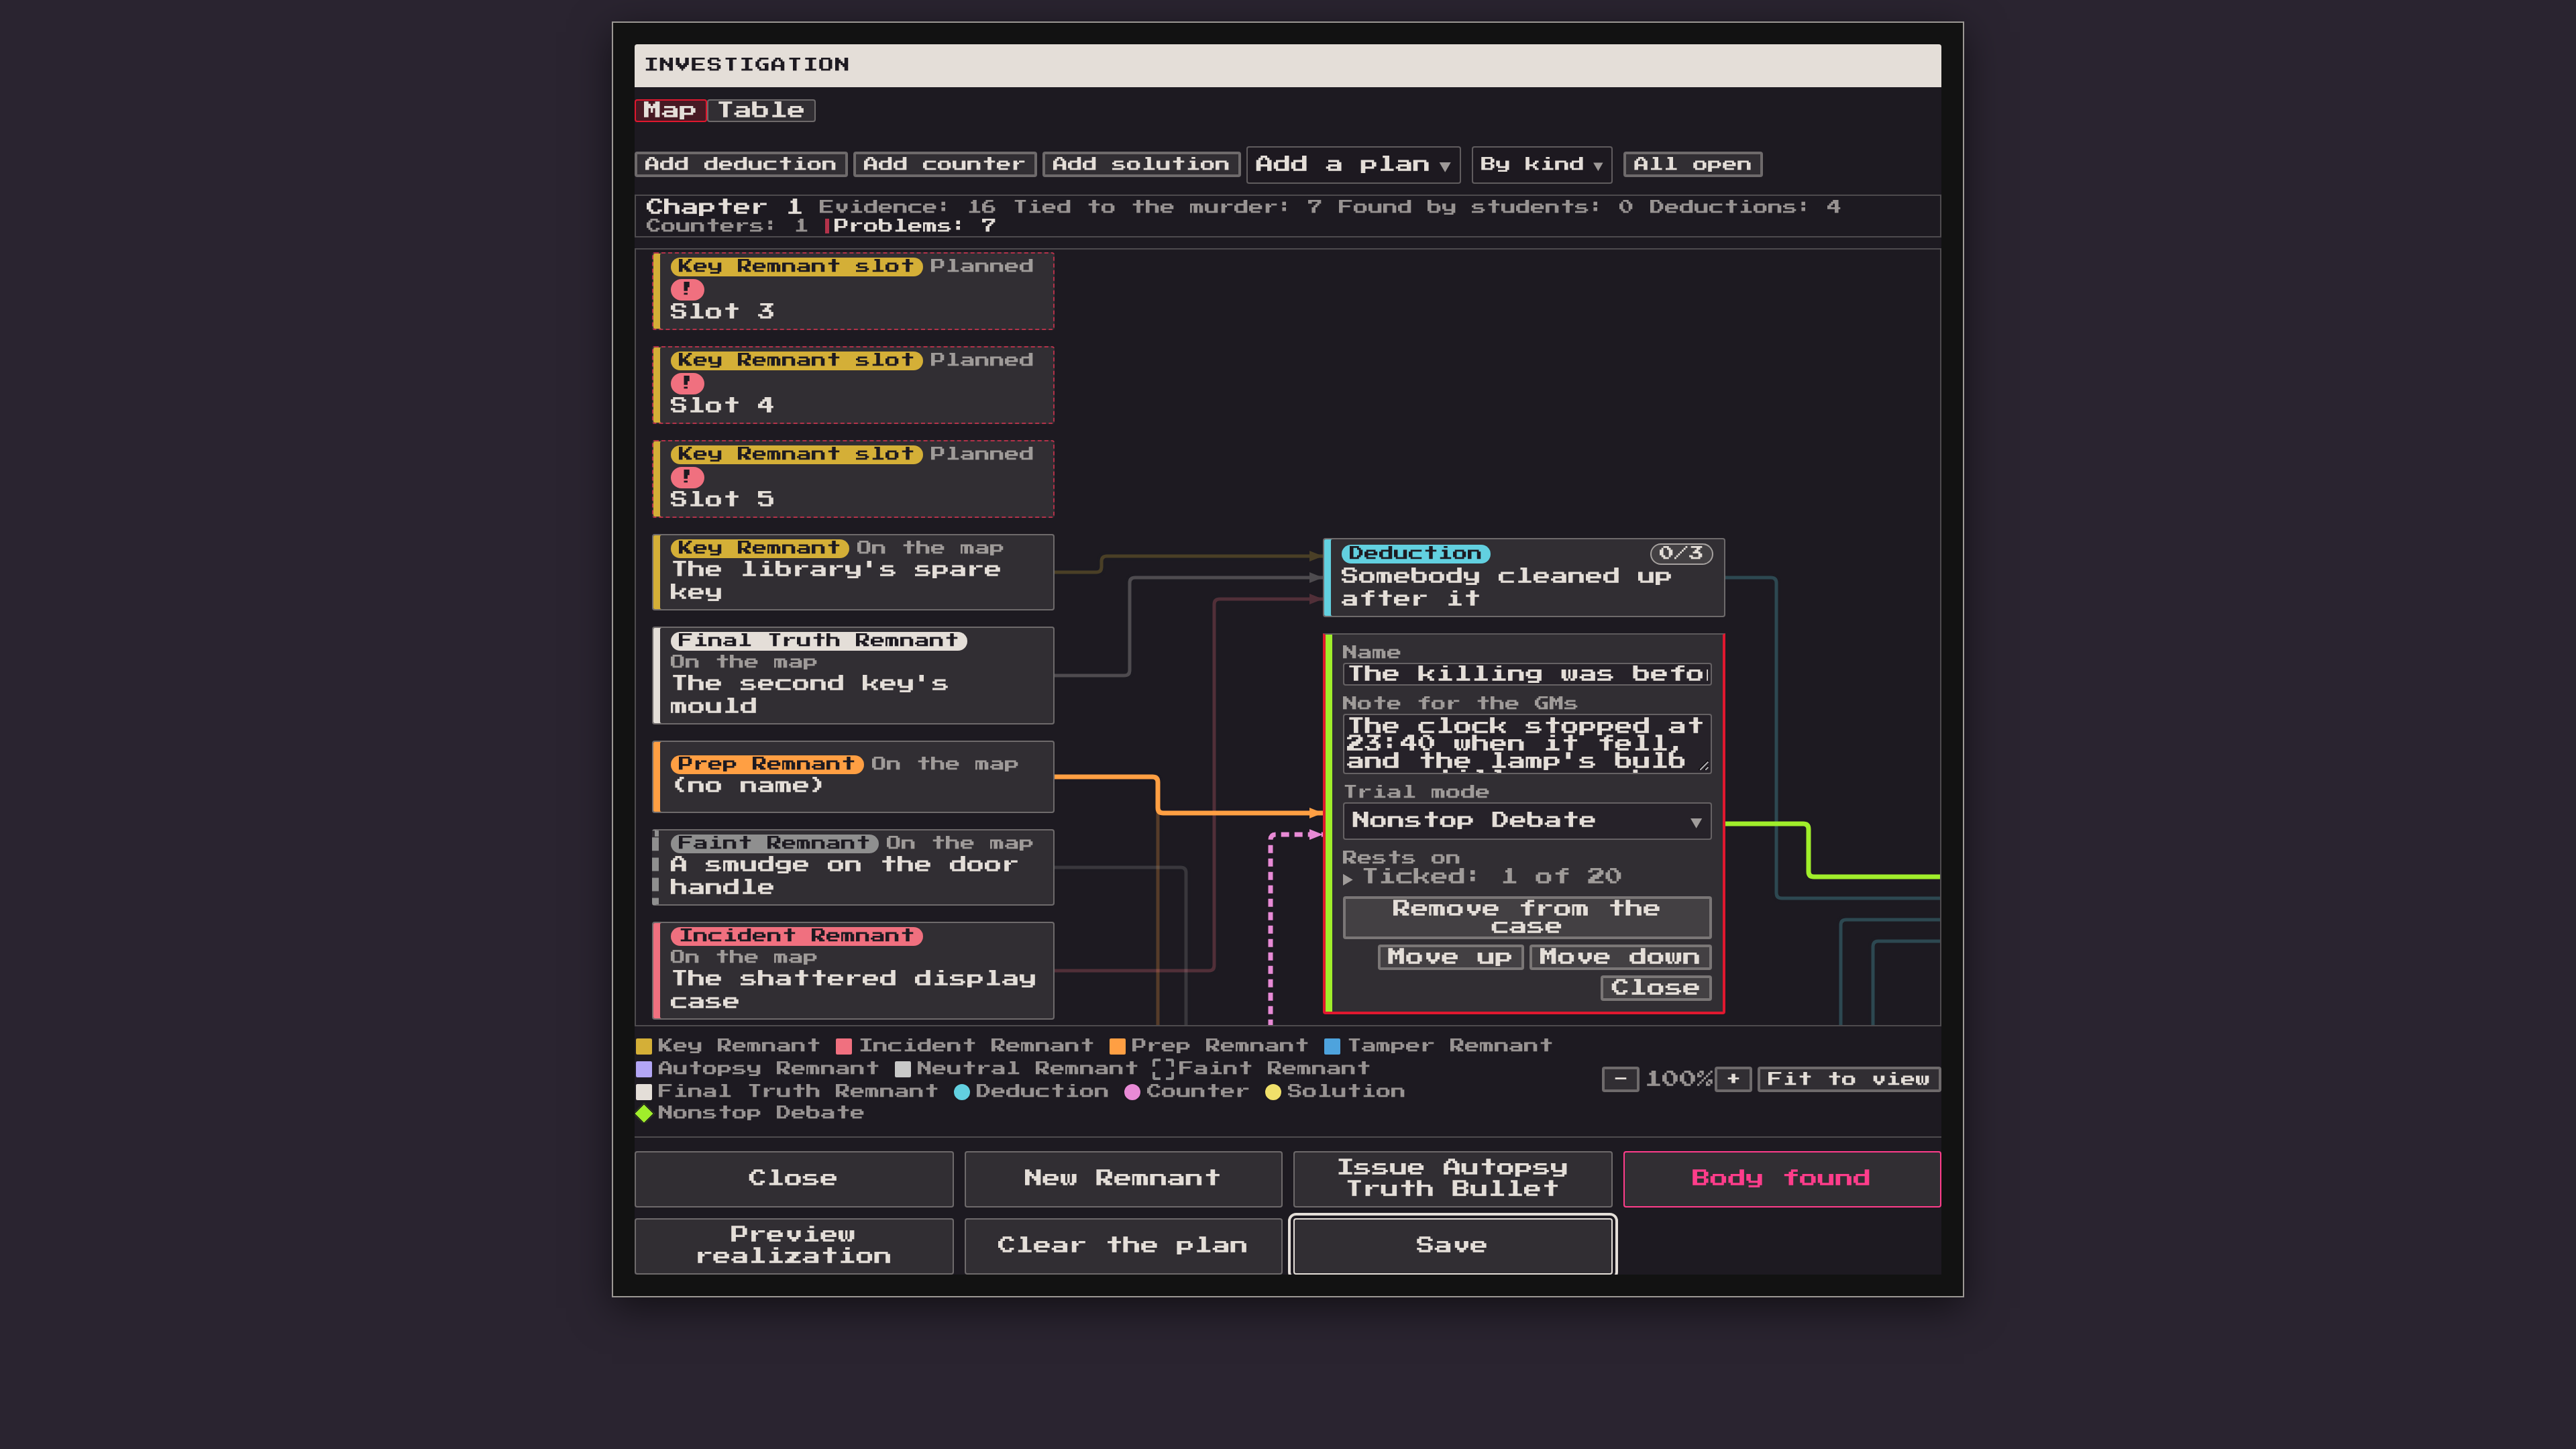 INVESTIGATION
Map Table
Add deduction Add counter Add solution Add a plan ▼ By kind ▼ All open
Chapter 1 Evidence: 16 Tied to the murder: 7 Found by students: 0 Deductions: 4
Counters: 1 Problems: 7
Key Remnant slot Planned
!
Slot 3
Key Remnant slot Planned
!
Slot 4
Key Remnant slot Planned
!
Slot 5
Key Remnant On the map
The library's spare
key
Final Truth Remnant
On the map
The second key's
mould
Prep Remnant On the map
(no name)
Faint Remnant On the map
A smudge on the door
handle
Incident Remnant
On the map
The shattered display
case
Deduction 0/3
Somebody cleaned up
after it
Name
The killing was befo
Note for the GMs
The clock stopped at
23:40 when it fell,
and the lamp's bulb
Trial mode
Nonstop Debate ▼
Rests on
▶ Ticked: 1 of 20
Remove from the
case
Move up Move down
Close
Key Remnant Incident Remnant Prep Remnant Tamper Remnant
Autopsy Remnant Neutral Remnant Faint Remnant
Final Truth Remnant Deduction Counter Solution
Nonstop Debate
- 100% + Fit to view
Close New Remnant Issue Autopsy
Truth Bullet Body found
Preview
realization Clear the plan Save